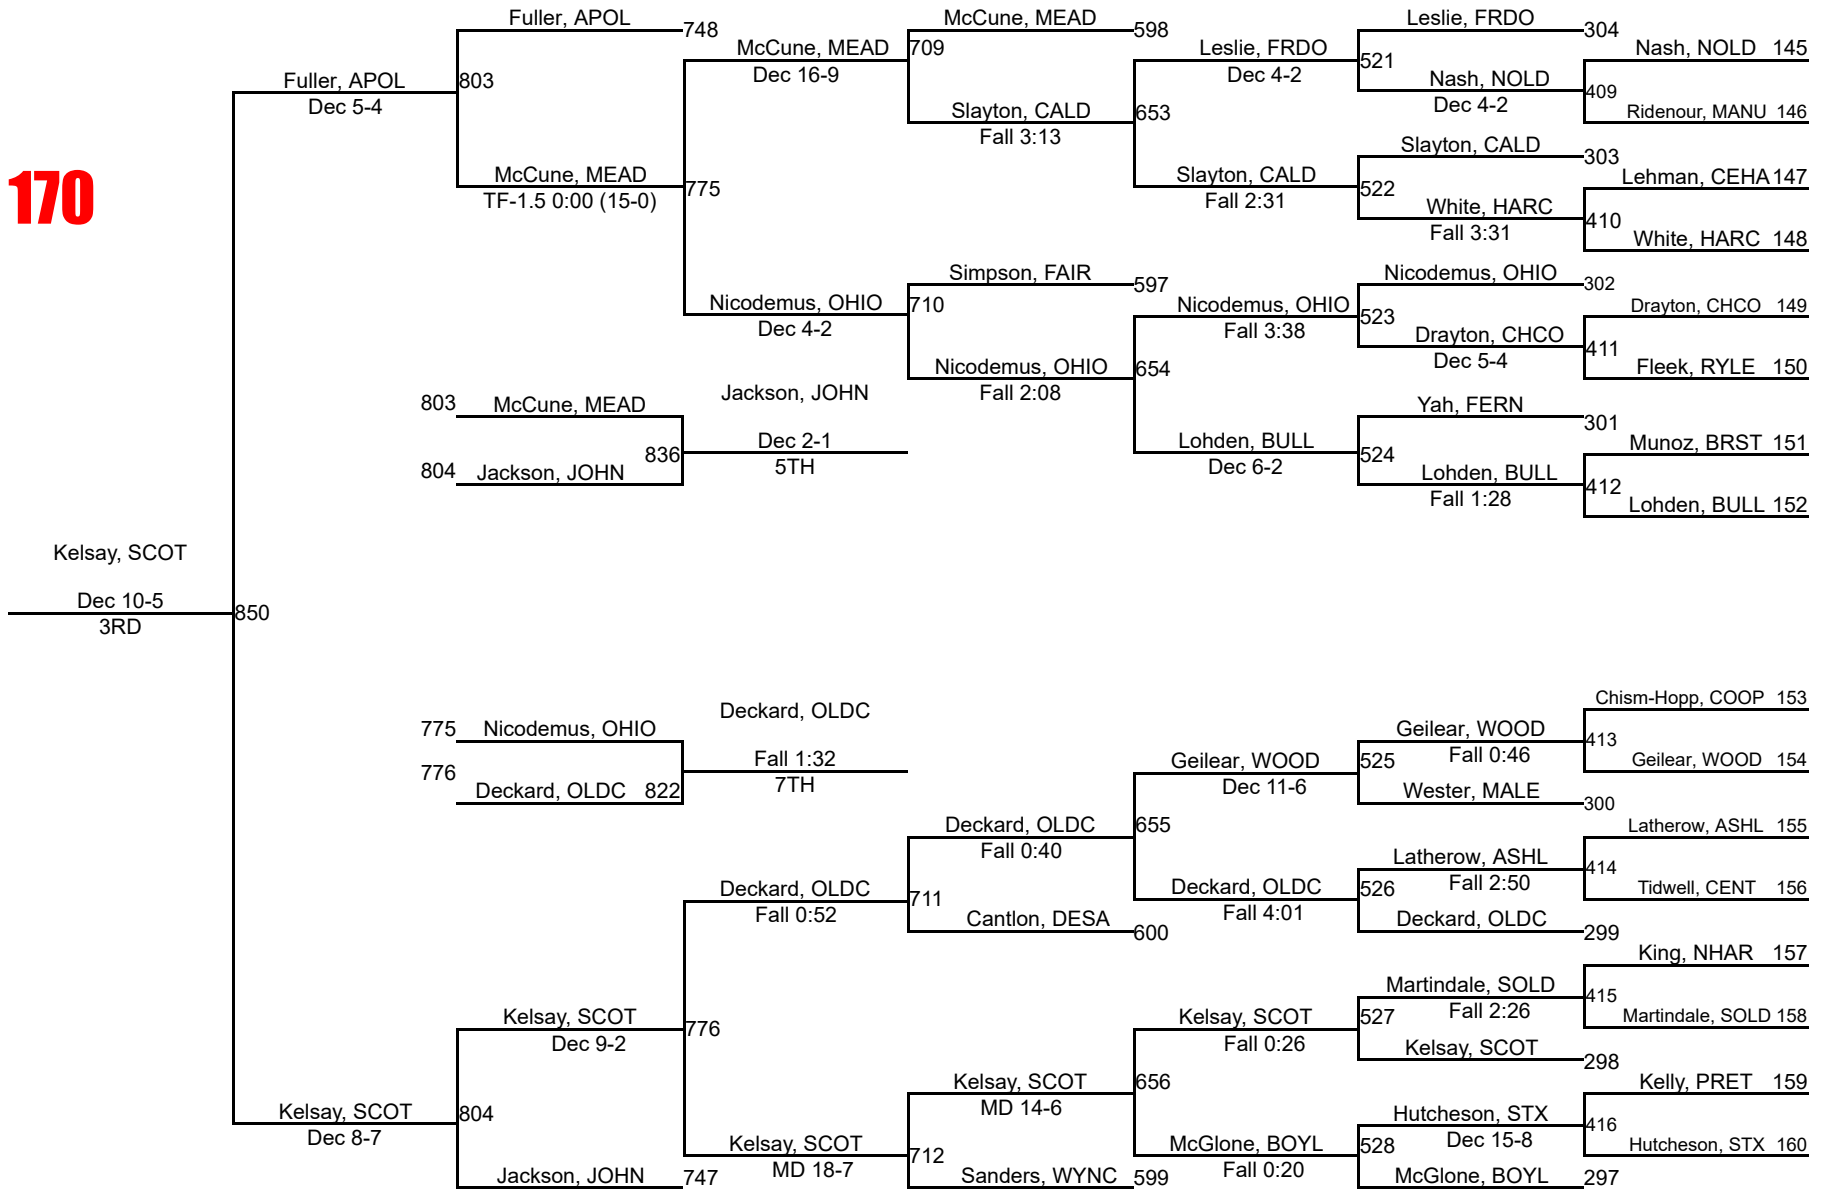 170
Fuller, APOL
748
McCune, MEAD
598
Leslie, FRDO
304
McCune, MEAD
709
Dec 16-9
Leslie, FRDO
Dec 4-2
521
Nash, NOLD 145
Fuller, APOL
Dec 5-4
803
Nash, NOLD
Dec 4-2
409
Slayton, CALD
Fall 3:13
653
Ridenour, MANU 146
Slayton, CALD
303
McCune, MEAD
TF-1.5 0:00 (15-0)
775
Slayton, CALD
Fall 2:31
522
Lehman, CEHA 147
White, HARC
Fall 3:31
410
White, HARC 148
Simpson, FAIR
597
Nicodemus, OHIO
302
Nicodemus, OHIO
Dec 4-2
710
Nicodemus, OHIO
Fall 3:38
523
Drayton, CHCO 149
Drayton, CHCO
Dec 5-4
411
Nicodemus, OHIO
Fall 2:08
654
Fleek, RYLE 150
Jackson, JOHN
803
McCune, MEAD
Yah, FERN
301
Dec 2-1
5TH
836
Lohden, BULL
Dec 6-2
524
Munoz, BRST 151
804
Jackson, JOHN
Lohden, BULL
Fall 1:28
412
Lohden, BULL 152
Kelsay, SCOT
Dec 10-5
3RD
850
Chism-Hopp, COOP 153
Deckard, OLDC
775
Nicodemus, OHIO
Geilear, WOOD
Fall 0:46
413
Fall 1:32
7TH
Geilear, WOOD
Dec 11-6
525
Geilear, WOOD 154
776
Deckard, OLDC 822
Wester, MALE
300
Deckard, OLDC
Fall 0:40
655
Latherow, ASHL 155
Latherow, ASHL
Fall 2:50
414
Deckard, OLDC
Fall 0:52
711
Deckard, OLDC
Fall 4:01
526
Tidwell, CENT 156
Cantlon, DESA
600
Deckard, OLDC
299
King, NHAR 157
Martindale, SOLD
Fall 2:26
415
Kelsay, SCOT
Dec 9-2
776
Kelsay, SCOT
Fall 0:26
527
Martindale, SOLD 158
Kelsay, SCOT
298
Kelsay, SCOT
MD 14-6
656
Kelly, PRET 159
Kelsay, SCOT
Dec 8-7
804
Hutcheson, STX
Dec 15-8
416
Kelsay, SCOT
MD 18-7
712
McGlone, BOYL
Fall 0:20
528
Hutcheson, STX 160
Jackson, JOHN
747
Sanders, WYNC
599
McGlone, BOYL
297